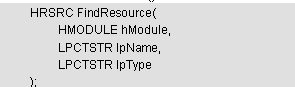 HRSRC FindResource(
HMODULE hModule,
LPCTSTR lpName,
LPCTSTR lpType
);